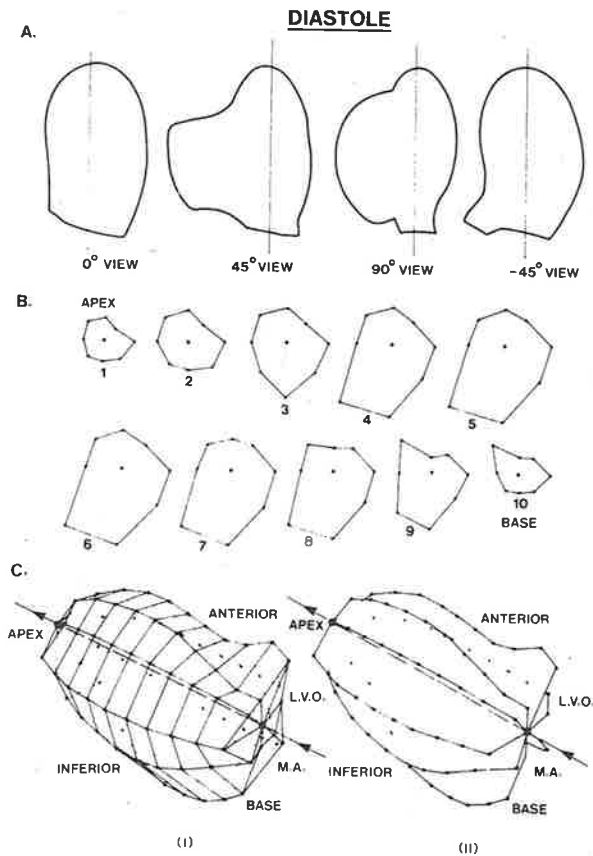 DIASTOLE
A.
0° VIEW
45° VIEW
90° VIEW
-45° VIEW
B.
APEX
1
2
3
4
5
6
7
8
9
10
BASE
C.
APEX
ANTERIOR
L.V.O.
M.A.
INFERIOR
BASE
(I)
APEX
ANTERIOR
L.V.O.
M.A.
INFERIOR
BASE
(II)